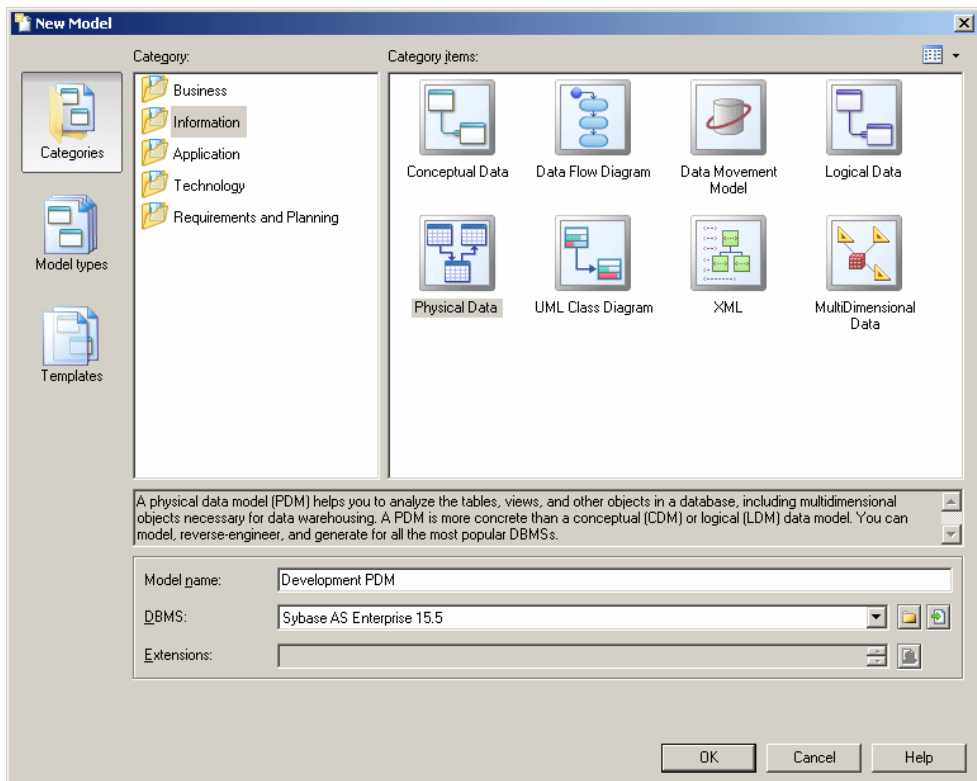 New Model
Category:
Category items:
Categories
Model types
Templates
Business
Information
Application
Technology
Requirements and Planning
Conceptual Data
Data Flow Diagram
Data Movement
Model
Logical Data
Physical Data
UML Class Diagram
XML
MultiDimensional
Data
A physical data model (PDM) helps you to analyze the tables, views, and other objects in a database, including multidimensional
objects necessary for data warehousing. A PDM is more concrete than a conceptual (CDM) or logical (LDM) data model. You can
model, reverse-engineer, and generate for all the most popular DBMSs.
Model name:
Development PDM
DBMS:
Sybase AS Enterprise 15.5
Extensions:
OK
Cancel
Help